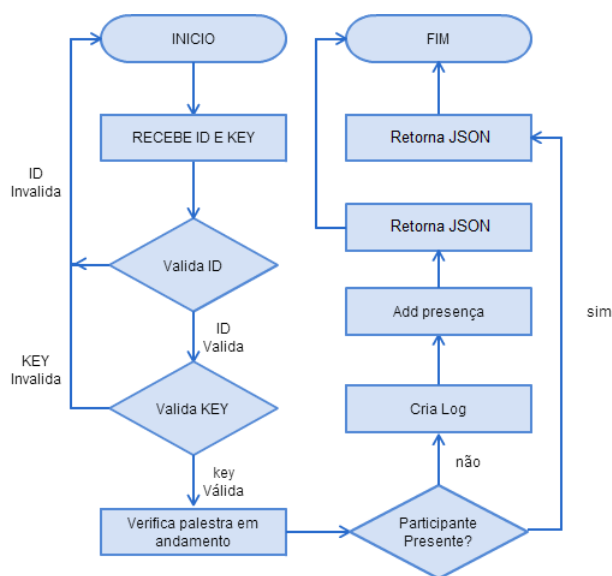 INICIO
RECEBE ID E KEY
ID
Invalida
Valida ID
ID
Valida
KEY
Invalida
Valida KEY
key
Válida
Verifica palestra em
andamento
Participante
Presente?
não
Cria Log
Add presença
Retorna JSON
sim
Retorna JSON
FIM